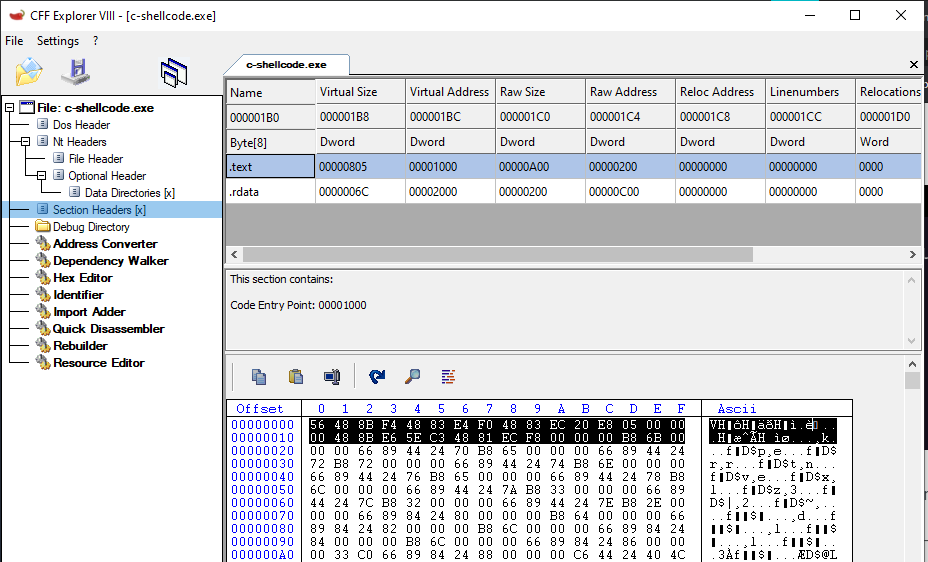 CFF Explorer VIII - [c-shellcode.exe]
File Settings ?
c-shellcode.exe
File: c-shellcode.exe
Dos Header
Nt Headers
File Header
Optional Header
Data Directories [x]
Section Headers [x]
Debug Directory
Address Converter
Dependency Walker
Hex Editor
Identifier
Import Adder
Quick Disassembler
Rebuilder
Resource Editor
Name Virtual Size Virtual Address Raw Size Raw Address Reloc Address Linenumbers Relocations
000001B0 000001B8 000001BC 000001C0 000001C4 000001C8 000001CC 000001D0
Byte[8] Dword Dword Dword Dword Dword Dword Word
.text 00000805 00001000 00000A00 00000200 00000000 00000000 0000
.rdata 0000006C 00002000 00000200 00000C00 00000000 00000000 0000
This section contains:
Code Entry Point: 00001000
Offset 0 1 2 3 4 5 6 7 8 9 A B C D E F Ascii
00000000 56 48 8B F4 48 83 E4 F0 48 83 EC 20 E8 05 00 00
00000010 00 48 8B E6 5E C3 48 81 EC F8 00 00 00 B8 6B 00
00000020 00 00 66 89 44 24 70 B8 65 00 00 00 66 89 44 24
00000030 72 B8 72 00 00 00 66 89 44 24 74 B8 6E 00 00 00
00000040 66 89 44 24 76 B8 65 00 00 00 66 89 44 24 78 B8
00000050 6C 00 00 00 66 89 44 24 7A B8 33 00 00 00 66 89
00000060 44 24 7C B8 32 00 00 00 66 89 44 24 7E B8 2E 00
00000070 00 00 66 89 84 24 80 00 00 00 B8 64 00 00 00 66
00000080 89 84 24 82 00 00 00 B8 6C 00 00 00 66 89 84 24
00000090 84 00 00 00 B8 6C 00 00 00 66 89 84 24 86 00 00
000000A0 00 33 C0 66 89 84 24 88 00 00 00 C6 44 24 40 4C